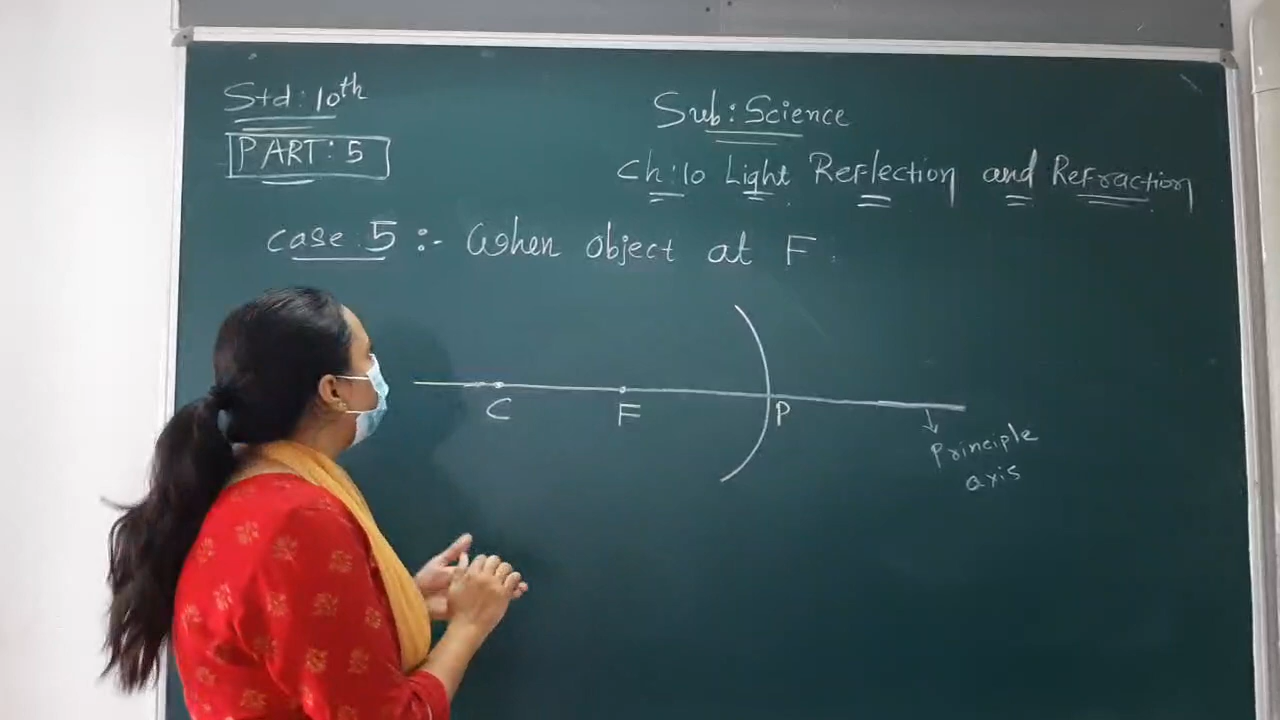 Std: 10th
PART: 5
Sub: Science
Ch: 10 Light Reflection and Refraction
case 5 :- When object at F.
C F P
Principle
axis